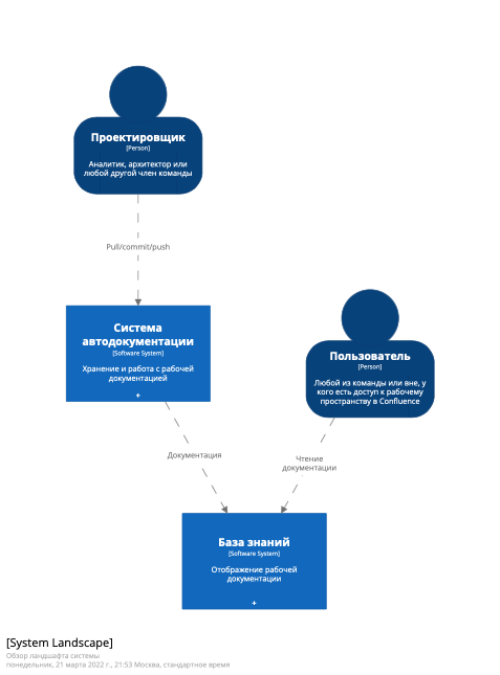 Проектировщик
[Person]
Аналитик, архитектор или
любой другой член команды
Pull/commit/push
Система
автодокументации
[Software System]
Хранение и работа с рабочей
документацией
+
Пользователь
[Person]
Любой из команды или вне, у
кого есть доступ к рабочему
пространству в Confluence
Документация
Чтение
документации
База знаний
[Software System]
Отображение рабочей
документации
+
[System Landscape]
Обзор ландшафта системы
понедельник, 21 марта 2022 г., 21:53 Москва, стандартное время